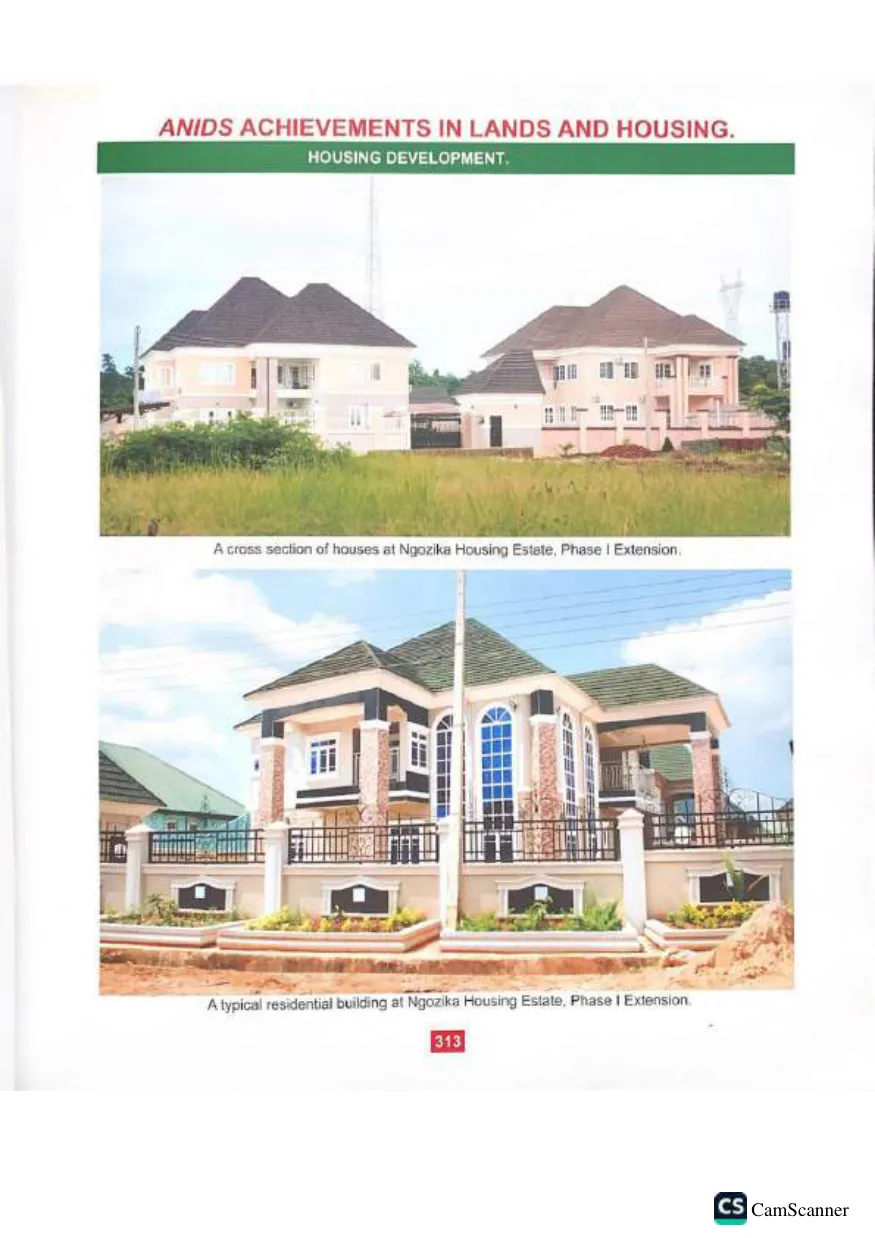 ANIDS ACHIEVEMENTS IN LANDS AND HOUSING.
HOUSING DEVELOPMENT.
A cross section of houses at Ngozika Housing Estate, Phase I Extension.
A typical residential building at Ngozika Housing Estate, Phase I Extension.
313
CS CamScanner